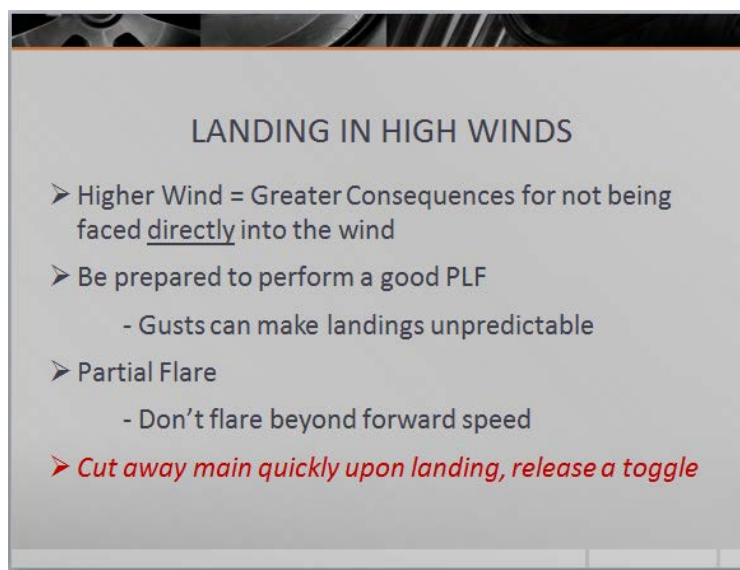 LANDING IN HIGH WINDS
➢ Higher Wind = Greater Consequences for not being
faced directly into the wind
➢ Be prepared to perform a good PLF
- Gusts can make landings unpredictable
➢ Partial Flare
- Don’t flare beyond forward speed
➢ Cut away main quickly upon landing, release a toggle